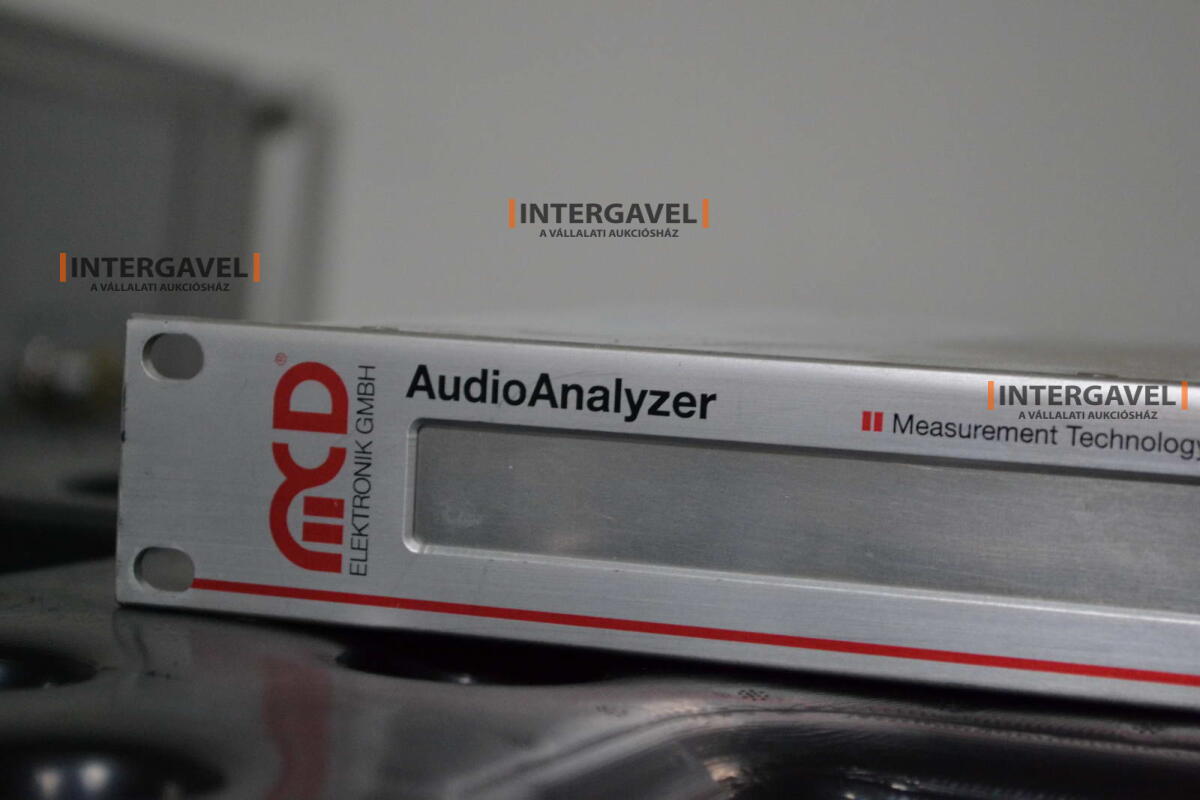 INTERGAVEL
A VÁLLALATI AUKCIÓSHÁZ
INTERGAVEL
A VÁLLALATI AUKCIÓSHÁZ
MCD®
ELEKTRONIK GMBH
AudioAnalyzer
INTERGAVEL
A VÁLLALATI AUKCIÓSHÁZ
Measurement Technology